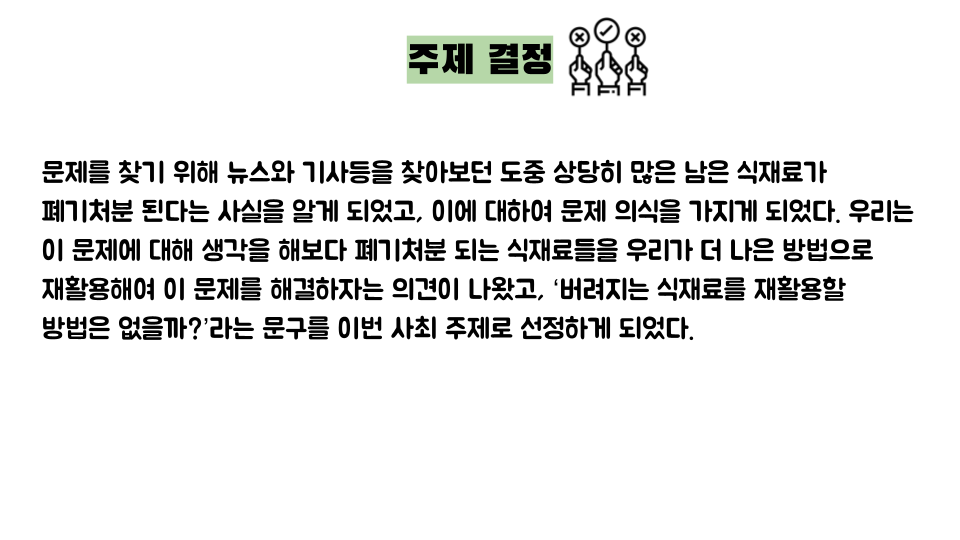 주제 결정
문제를 찾기 위해 뉴스와 기사등을 찾아보던 도중 상당히 많은 남은 식재료가
폐기처분 된다는 사실을 알게 되었고, 이에 대하여 문제 의식을 가지게 되었다. 우리는
이 문제에 대해 생각을 해보다 폐기처분 되는 식재료들을 우리가 더 나은 방법으로
재활용해여 이 문제를 해결하자는 의견이 나왔고, ‘버려지는 식재료를 재활용할
방법은 없을까?’라는 문구를 이번 사최 주제로 선정하게 되었다.